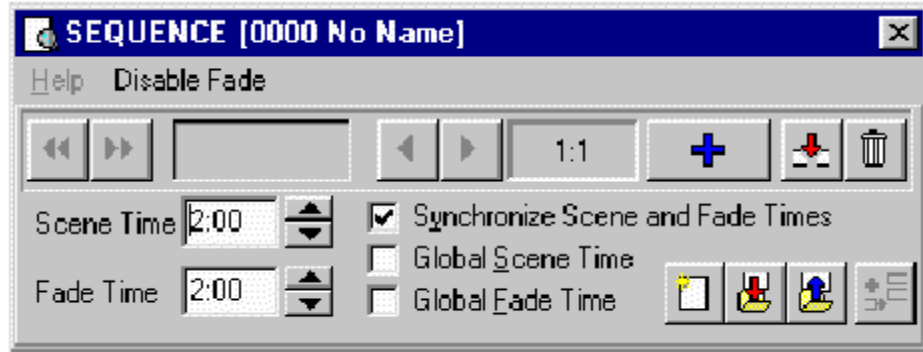 SEQUENCE [0000 No Name]
Help Disable Fade
1:1
Scene Time 2:00
Synchronize Scene and Fade Times
Global Scene Time
Fade Time 2:00
Global Fade Time